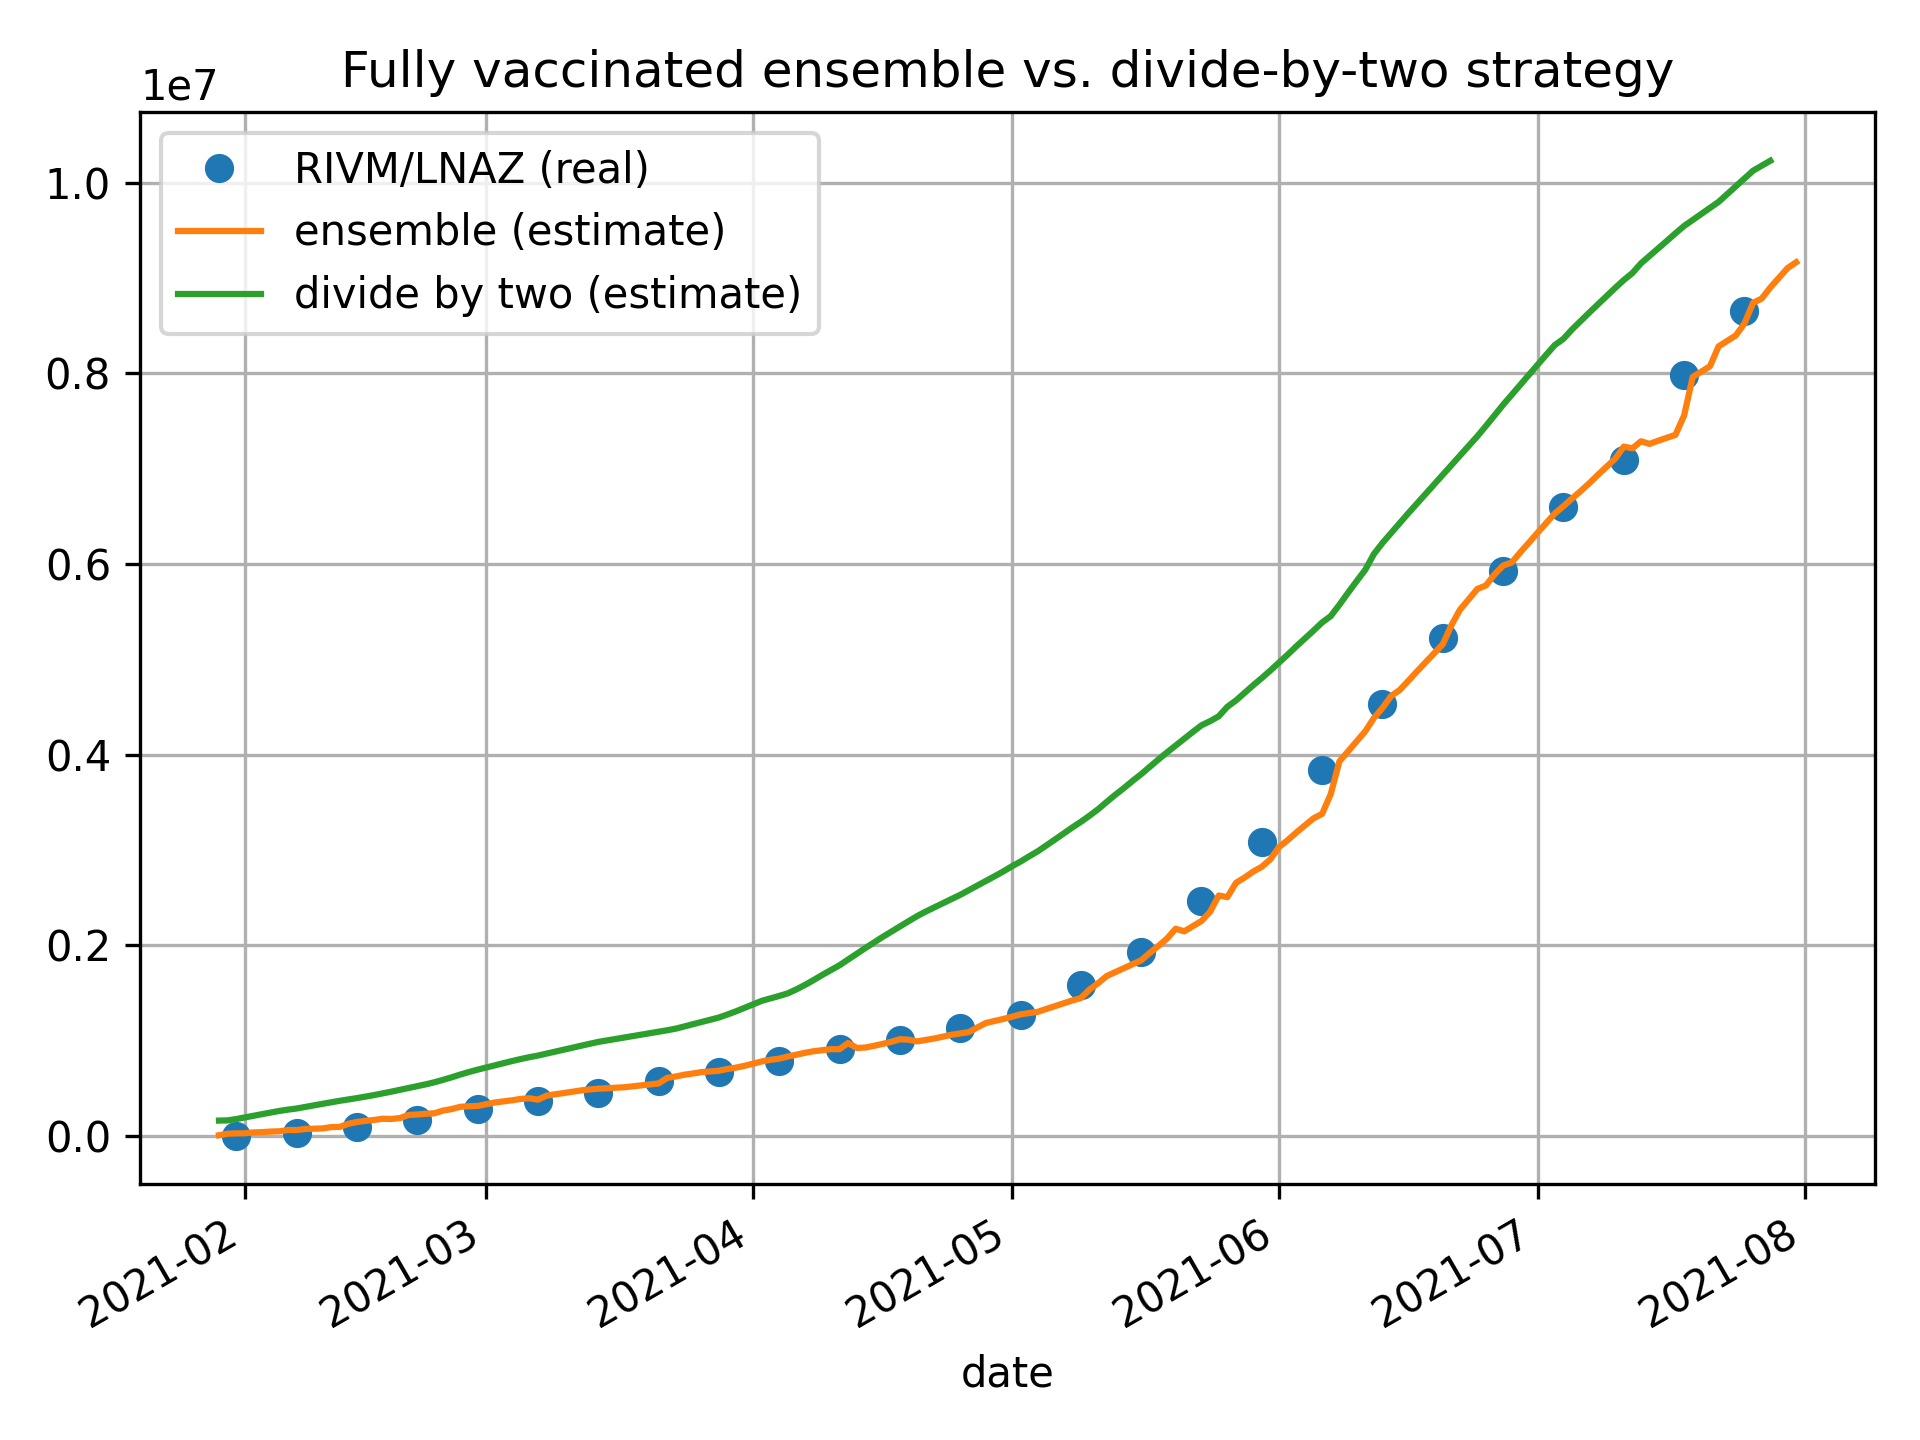 Fully vaccinated ensemble vs. divide-by-two strategy
1e7
RIVM/LNAZ (real)
ensemble (estimate)
divide by two (estimate)
1.0
0.8
0.6
0.4
0.2
0.0
2021-02
2021-03
2021-04
2021-05
2021-06
2021-07
2021-08
date